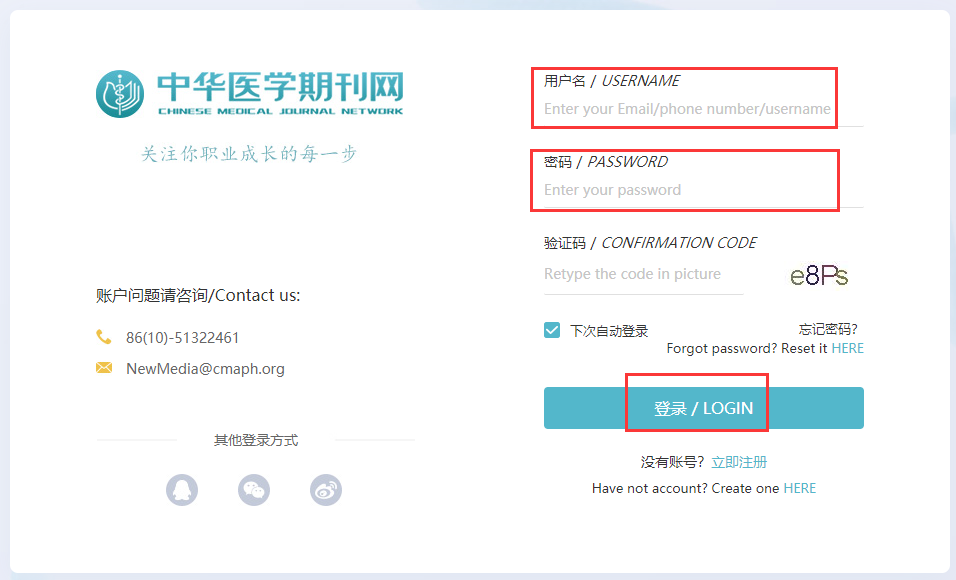 中华医学期刊网
CHINESE MEDICAL JOURNAL NETWORK
关注你职业成长的每一步
账户问题请咨询/Contact us:
86(10)-51322461
NewMedia@cmaph.org
其他登录方式
用户名 / USERNAME
Enter your Email/phone number/username
密码 / PASSWORD
Enter your password
验证码 / CONFIRMATION CODE
Retype the code in picture
e8Ps
下次自动登录
忘记密码?
Forgot password? Reset it HERE
登录 / LOGIN
没有账号? 立即注册
Have not account? Create one HERE